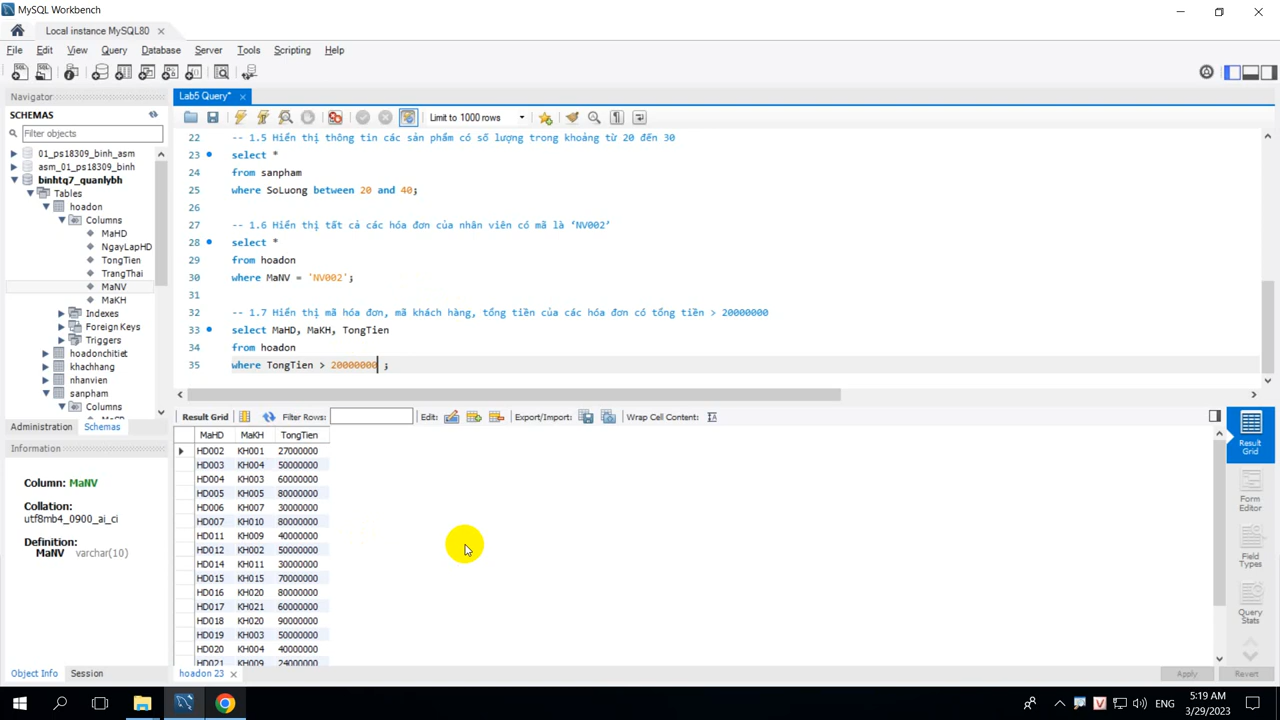 MySQL Workbench
Local instance MySQL80
File Edit View Query Database Server Tools Scripting Help
Navigator
SCHEMAS
Filter objects
01_ps18309_binh_asm
asm_01_ps18309_binh
binhtq7_quanlybh
Tables
hoadon
Columns
MaHD
NgayLapHD
TongTien
TrangThai
MaNV
MaKH
Indexes
Foreign Keys
Triggers
hoadonchitiet
khachhang
nhanvien
sanpham
Columns
Administration Schemas
Information
Column: MaNV
Collation:
utf8mb4_0900_ai_ci
Definition:
MaNV varchar(10)
Object Info Session
Lab5 Query*
Limit to 1000 rows
22 -- 1.5 Hiển thị thông tin các sản phẩm có số lượng trong khoảng từ 20 đến 30
23 select *
24 from sanpham
25 where SoLuong between 20 and 40;
26
27 -- 1.6 Hiển thị tất cả các hóa đơn của nhân viên có mã là ‘NV002’
28 select *
29 from hoadon
30 where MaNV = 'NV002';
31
32 -- 1.7 Hiển thị mã hóa đơn, mã khách hàng, tổng tiền của các hóa đơn có tổng tiền > 20000000
33 select MaHD, MaKH, TongTien
34 from hoadon
35 where TongTien > 20000000 ;
Result Grid Filter Rows: Edit: Export/Import: Wrap Cell Content:
MaHD MaKH TongTien
HD002 KH001 27000000
HD003 KH004 50000000
HD004 KH003 60000000
HD005 KH005 80000000
HD006 KH007 30000000
HD007 KH010 80000000
HD011 KH009 40000000
HD012 KH002 50000000
HD014 KH011 30000000
HD015 KH015 70000000
HD016 KH020 80000000
HD017 KH021 60000000
HD018 KH020 90000000
HD019 KH003 50000000
HD020 KH004 40000000
HD021 KH009 24000000
Result
Grid
Form
Editor
Field
Types
Query
Stats
hoadon 23
Apply Revert
ENG
5:19 AM
3/29/2023